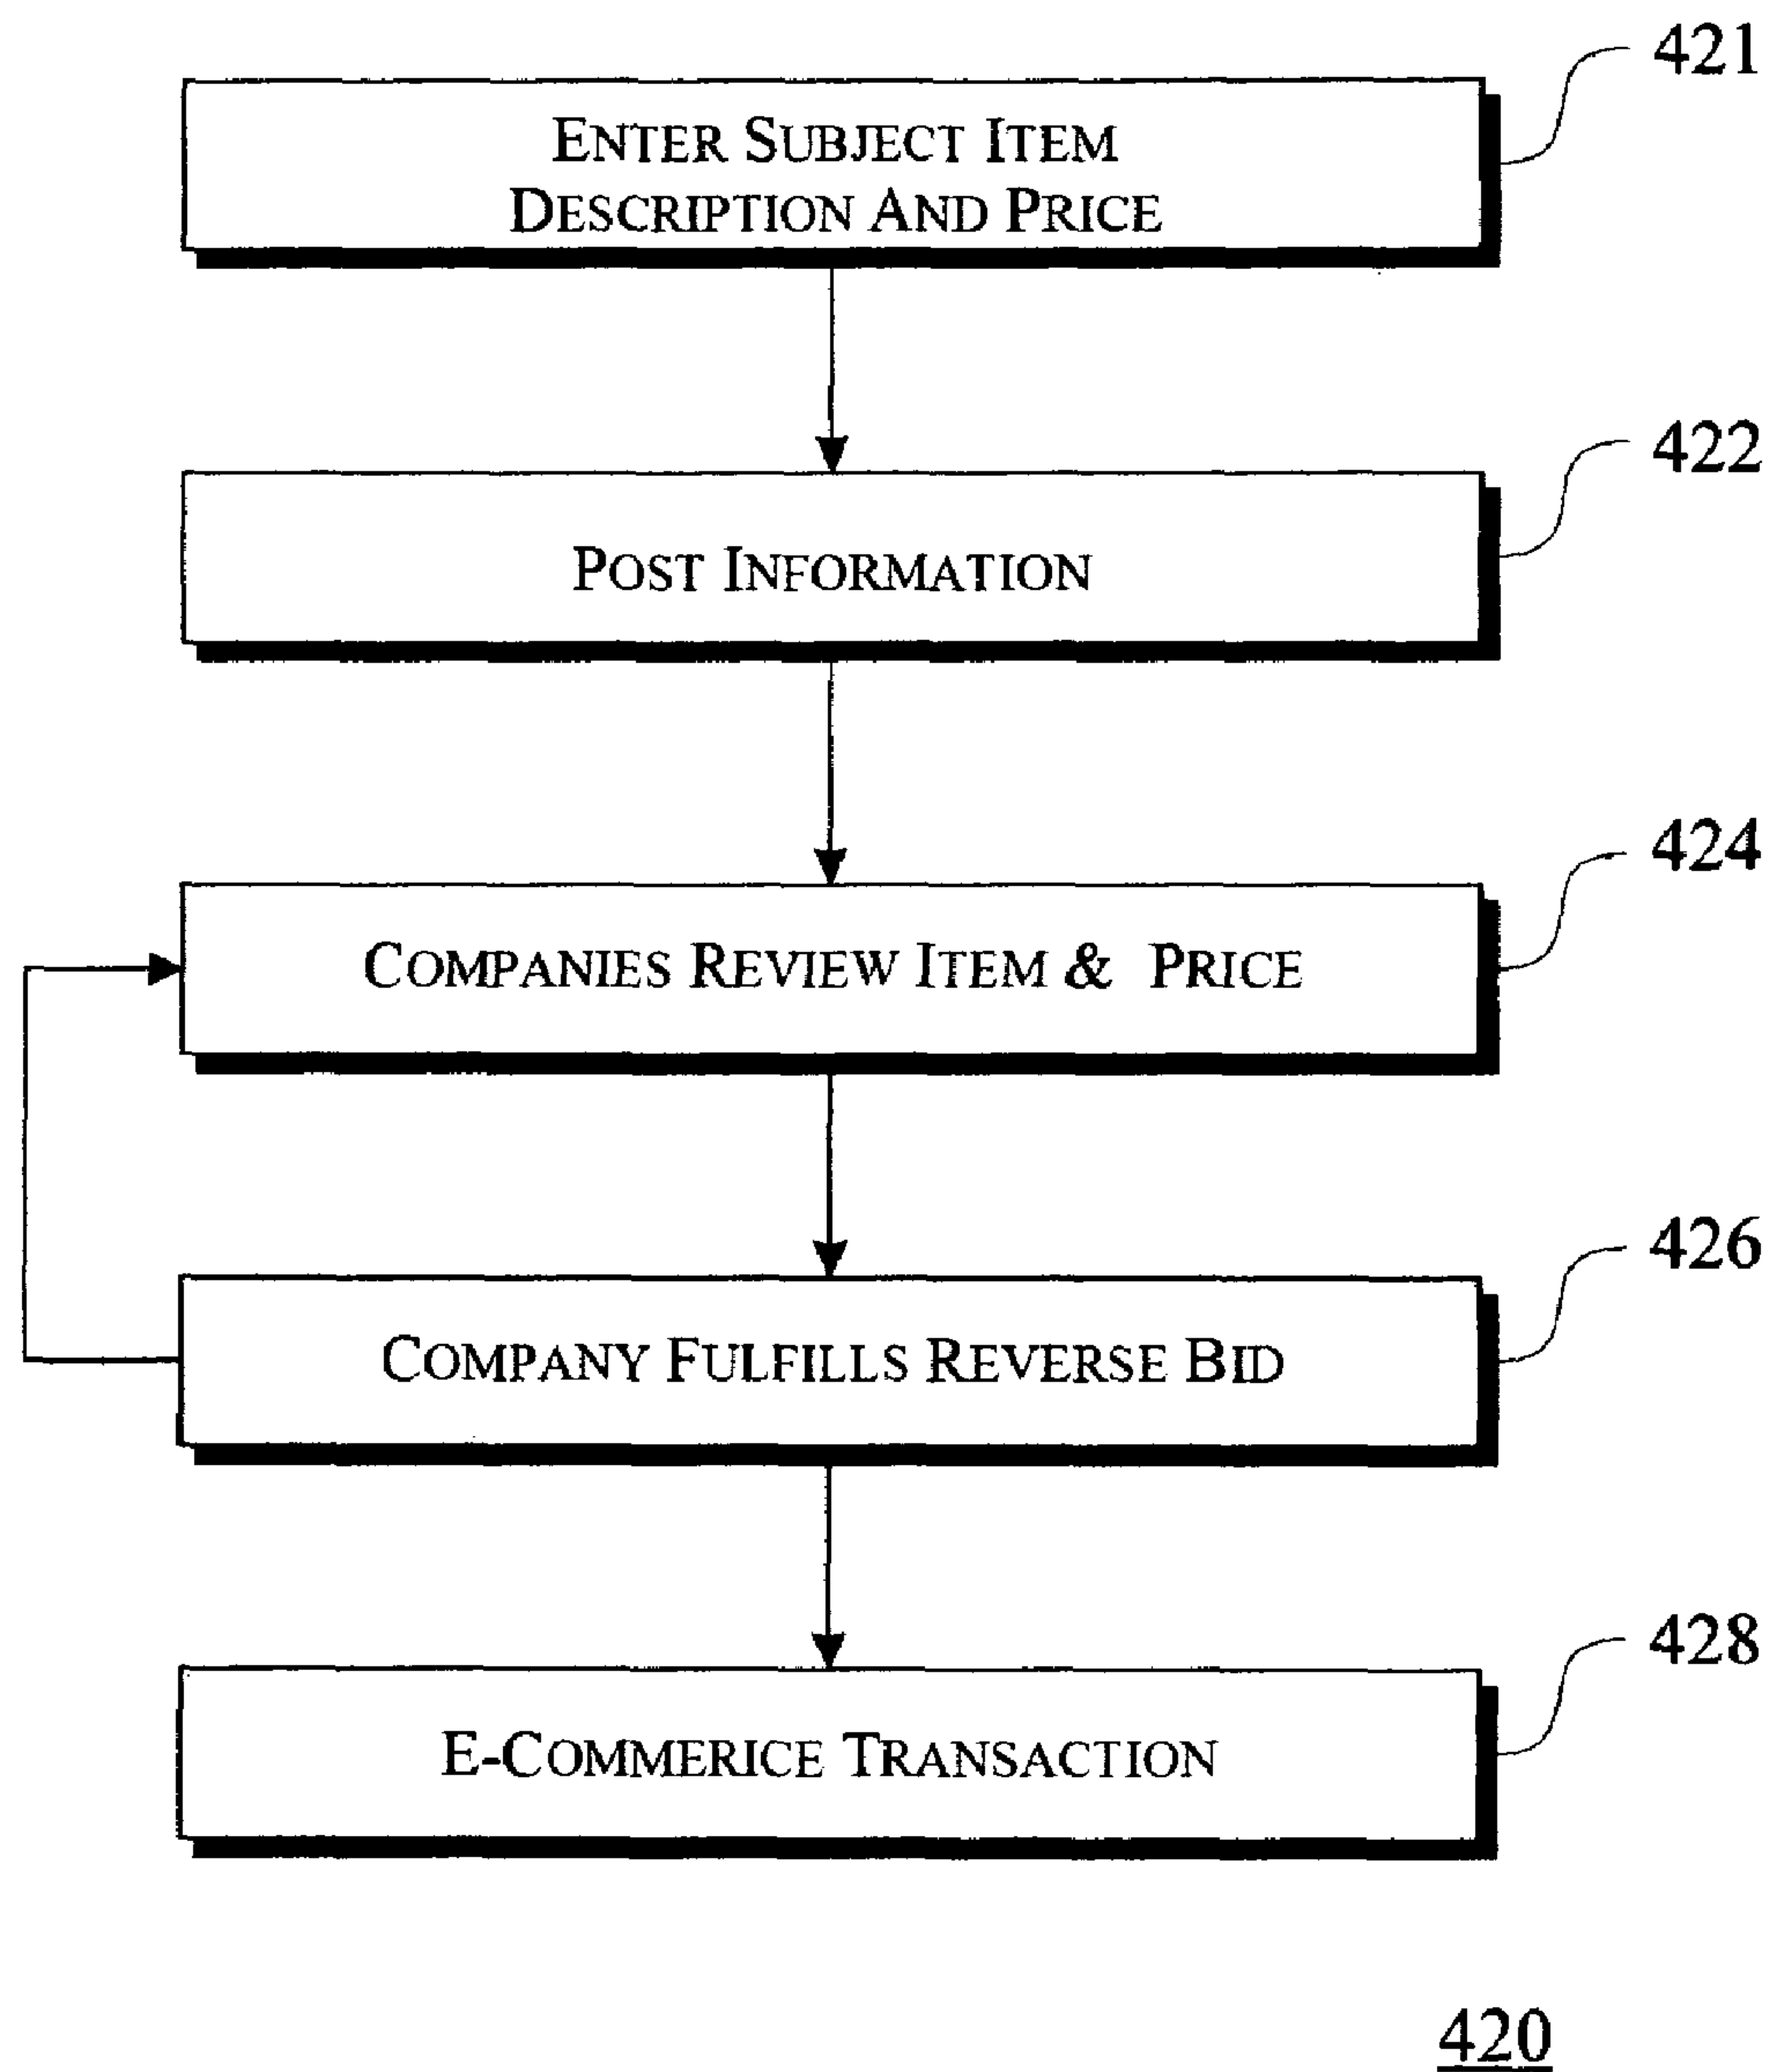 421
ENTER SUBJECT ITEM
DESCRIPTION AND PRICE
422
POST INFORMATION
424
COMPANIES REVIEW ITEM & PRICE
426
COMPANY FULFILLS REVERSE BID
428
E-COMMERICE TRANSACTION
420